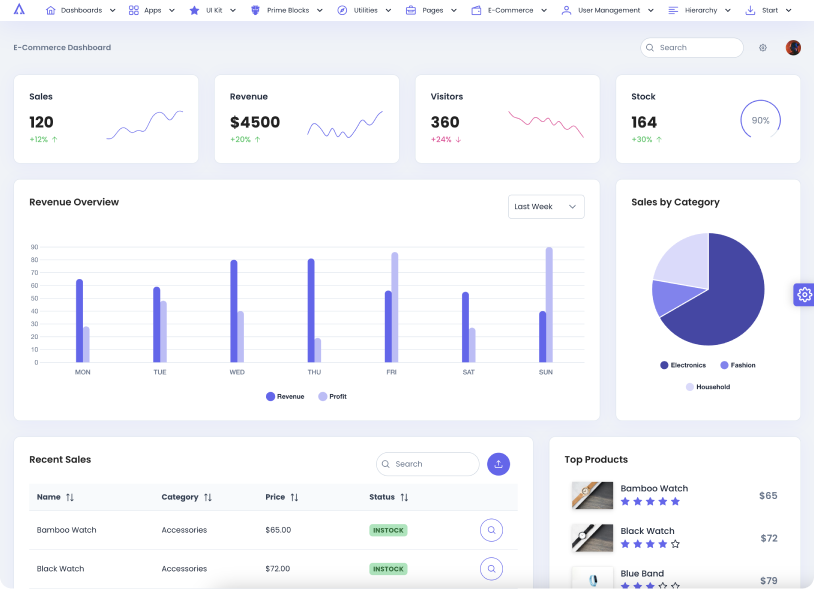 Dashboards Apps UI Kit Prime Blocks Utilities Pages E-Commerce User Management Hierarchy Start
E-Commerce Dashboard Search
Sales
120
+12% ↑
Revenue
$4500
+20% ↑
Visitors
360
+24% ↓
Stock
164
+30% ↑
90%
Revenue Overview
Last Week
90
80
70
60
50
40
30
20
10
0
MON TUE WED THU FRI SAT SUN
Revenue Profit
Sales by Category
Electronics Fashion
Household
Recent Sales
Search
Name Category Price Status
Bamboo Watch Accessories $65.00 INSTOCK
Black Watch Accessories $72.00 INSTOCK
Top Products
Bamboo Watch
$65
Black Watch
$72
Blue Band
$79